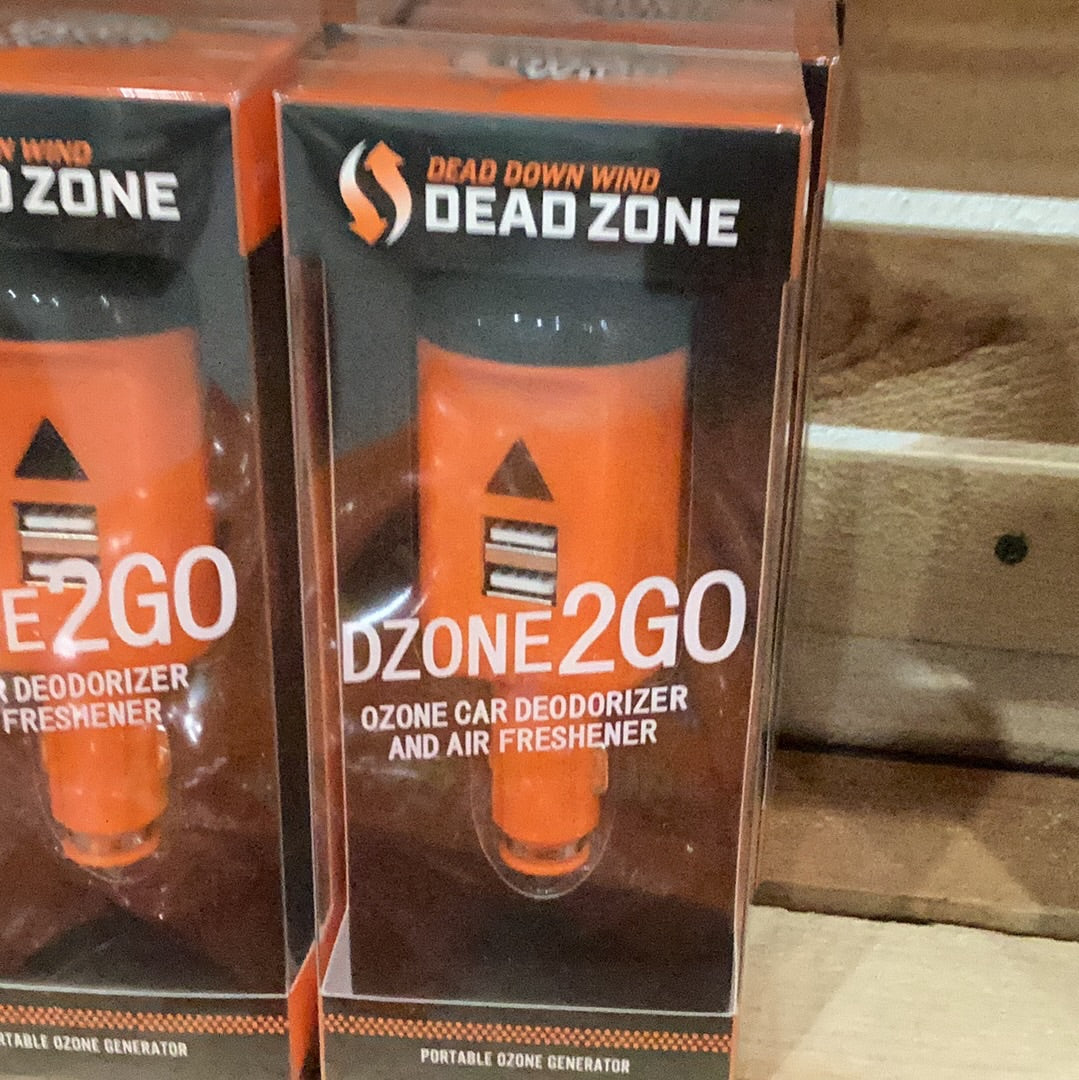 N WIND
D ZONE
E2GO
R DEODORIZER
FRESHENER
RTABLE OZONE GENERATOR
DEAD DOWN WIND
DEAD ZONE
DZONE2GO
OZONE CAR DEODORIZER
AND AIR FRESHENER
PORTABLE OZONE GENERATOR